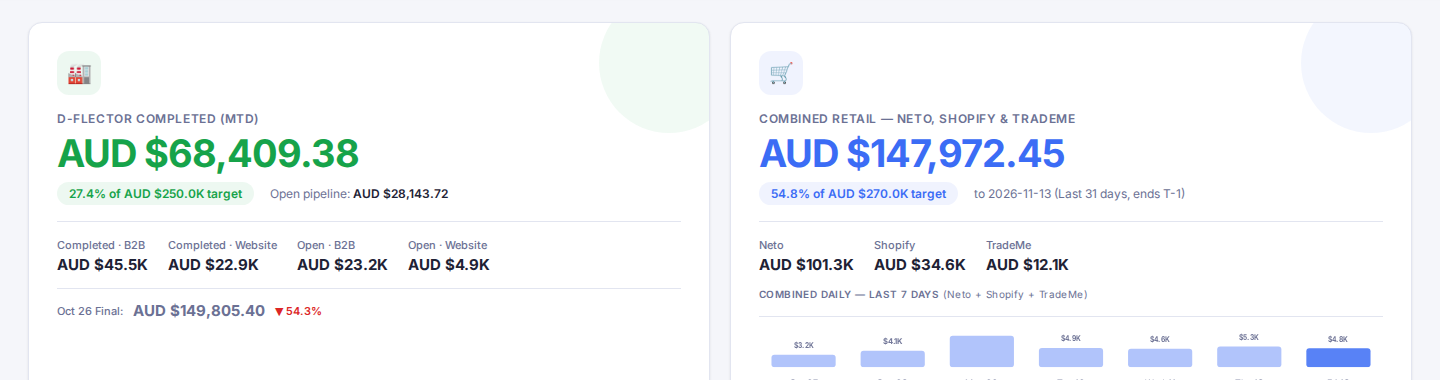 D-FLECTOR COMPLETED (MTD)
AUD $68,409.38
27.4% of AUD $250.0K target
Open pipeline: AUD $28,143.72
Completed · B2B
AUD $45.5K
Completed · Website
AUD $22.9K
Open · B2B
AUD $23.2K
Open · Website
AUD $4.9K
Oct 26 Final: AUD $149,805.40 ▼ 54.3%
COMBINED RETAIL — NETO, SHOPIFY & TRADEME
AUD $147,972.45
54.8% of AUD $270.0K target
to 2026-11-13 (Last 31 days, ends T-1)
Neto
AUD $101.3K
Shopify
AUD $34.6K
TradeMe
AUD $12.1K
COMBINED DAILY — LAST 7 DAYS (Neto + Shopify + TradeMe)
$3.2K
$4.1K
$4.9K
$4.6K
$5.3K
$4.8K